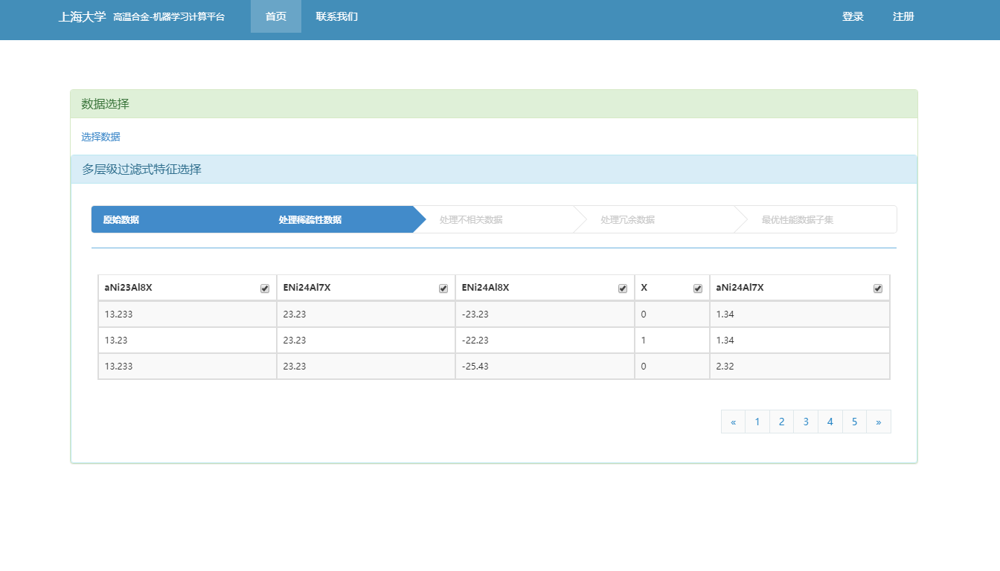 上海大学 高温合金-机器学习计算平台 首页 联系我们 登录 注册
数据选择
选择数据
多层级过滤式特征选择
原始数据 处理稀疏性数据 处理不相关数据 处理冗余数据 最优性能数据子集
aNi23Al8X ENi24Al7X ENi24Al8X X aNi24Al7X
13.233 23.23 -23.23 0 1.34
13.23 23.23 -22.23 1 1.34
13.233 23.23 -25.43 0 2.32
« 1 2 3 4 5 »